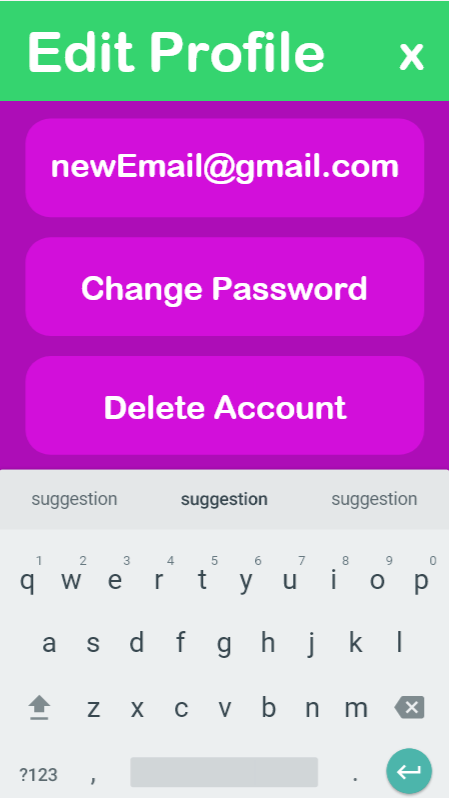 Edit Profile x
newEmail@gmail.com
Change Password
Delete Account
suggestion suggestion suggestion
1 2 3 4 5 6 7 8 9 0
q w e r t y u i o p
a s d f g h j k l
z x c v b n m
?123 , .